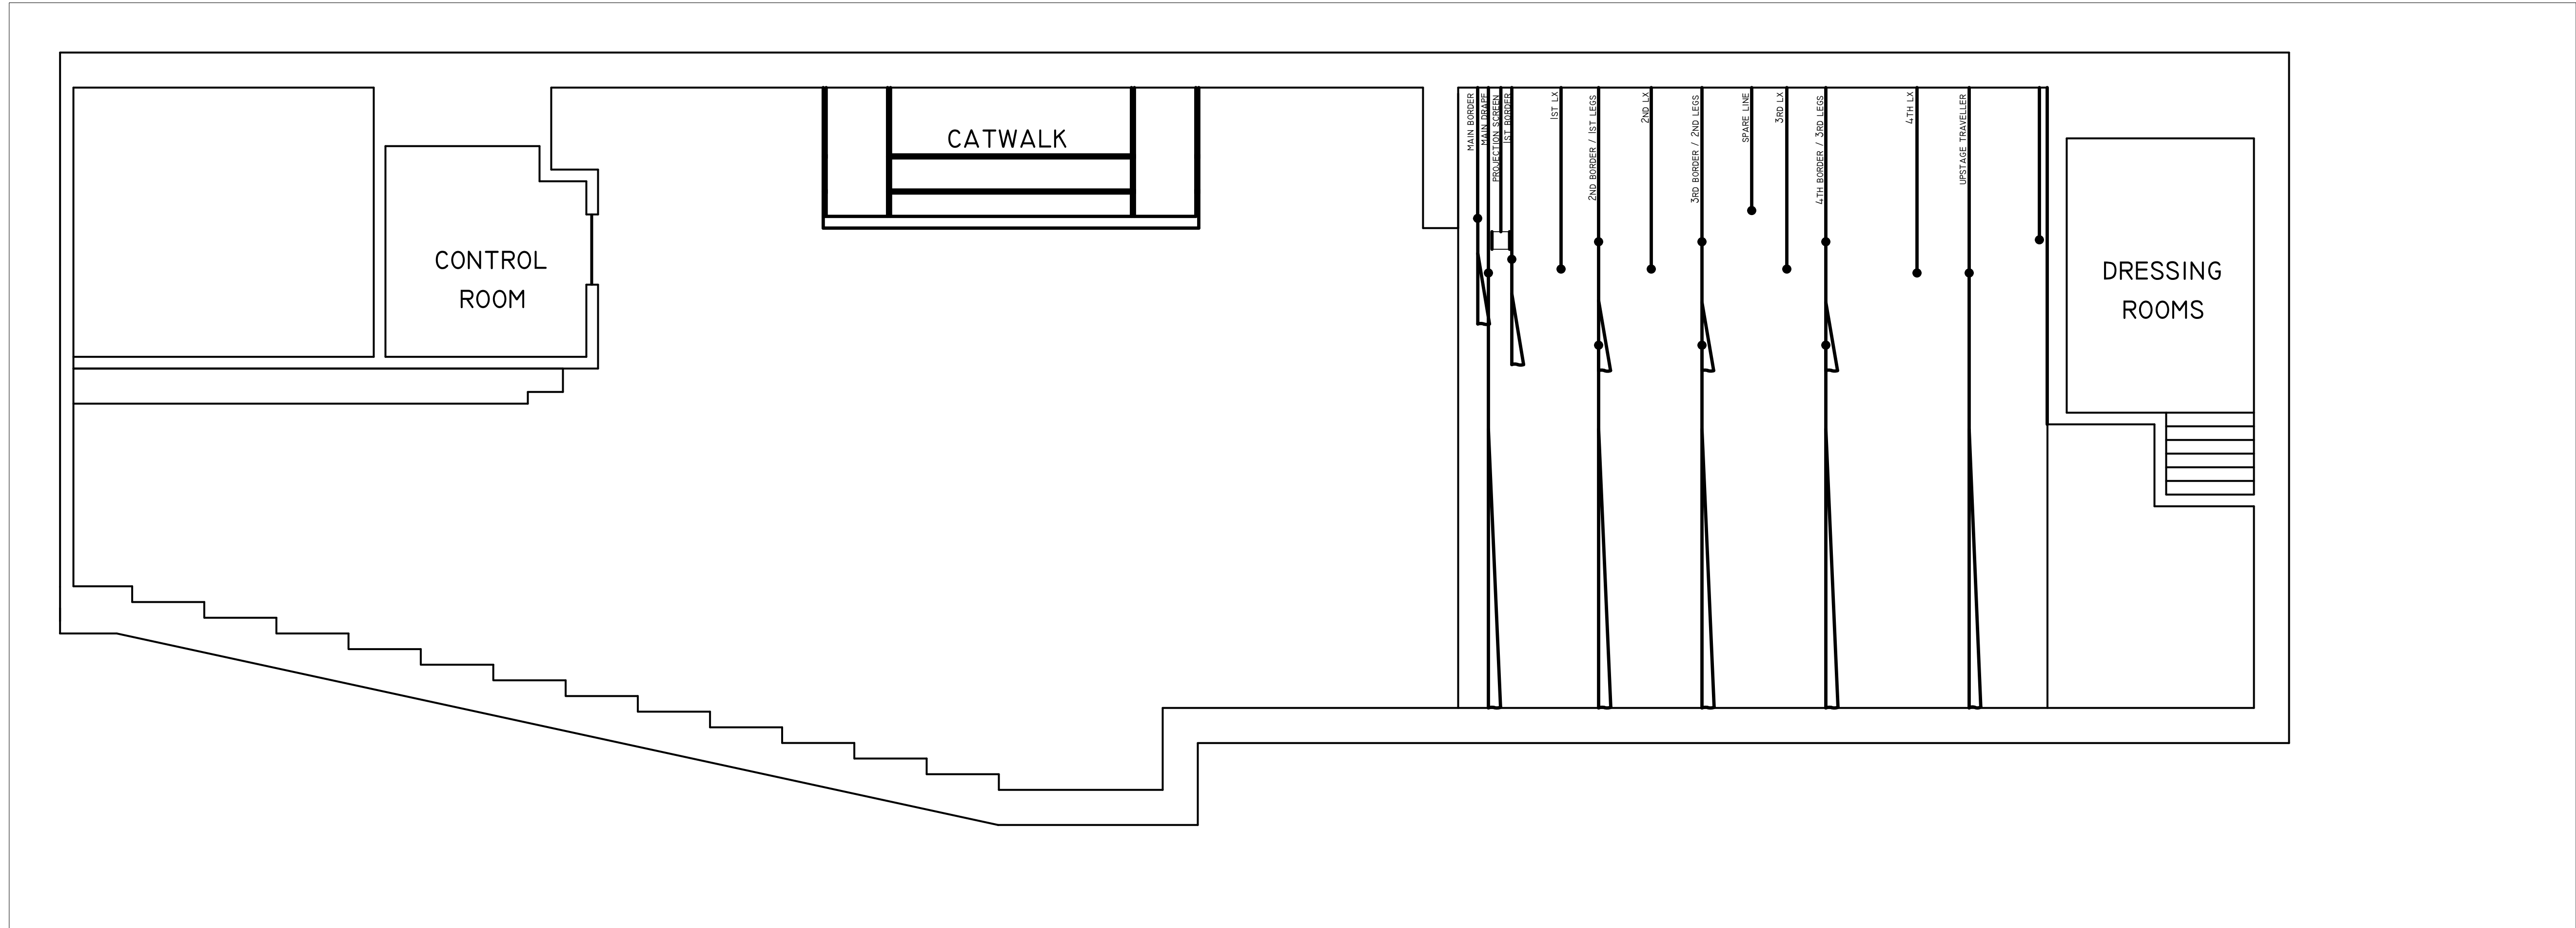 CATWALK
CONTROL
ROOM
MAIN BORDER
MAIN DRAPE
PROJECTION SCREEN
1ST BORDER
1ST LX
2ND BORDER / 1ST LEGS
2ND LX
3RD BORDER / 2ND LEGS
SPARE LINE
3RD LX
4TH BORDER / 3RD LEGS
4TH LX
UPSTAGE TRAVELLER
DRESSING
ROOMS